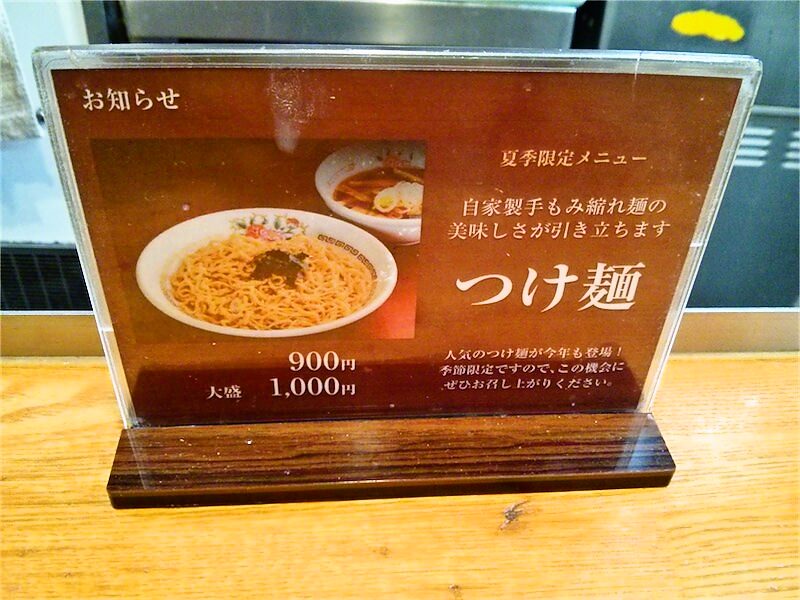 お知らせ
夏季限定メニュー
自家製手もみ縮れ麺の
美味しさが引き立ちます
つけ麺
900円
大盛 1,000円
人気のつけ麺が今年も登場！
季節限定ですので、この機会に
ぜひお召し上がりください。